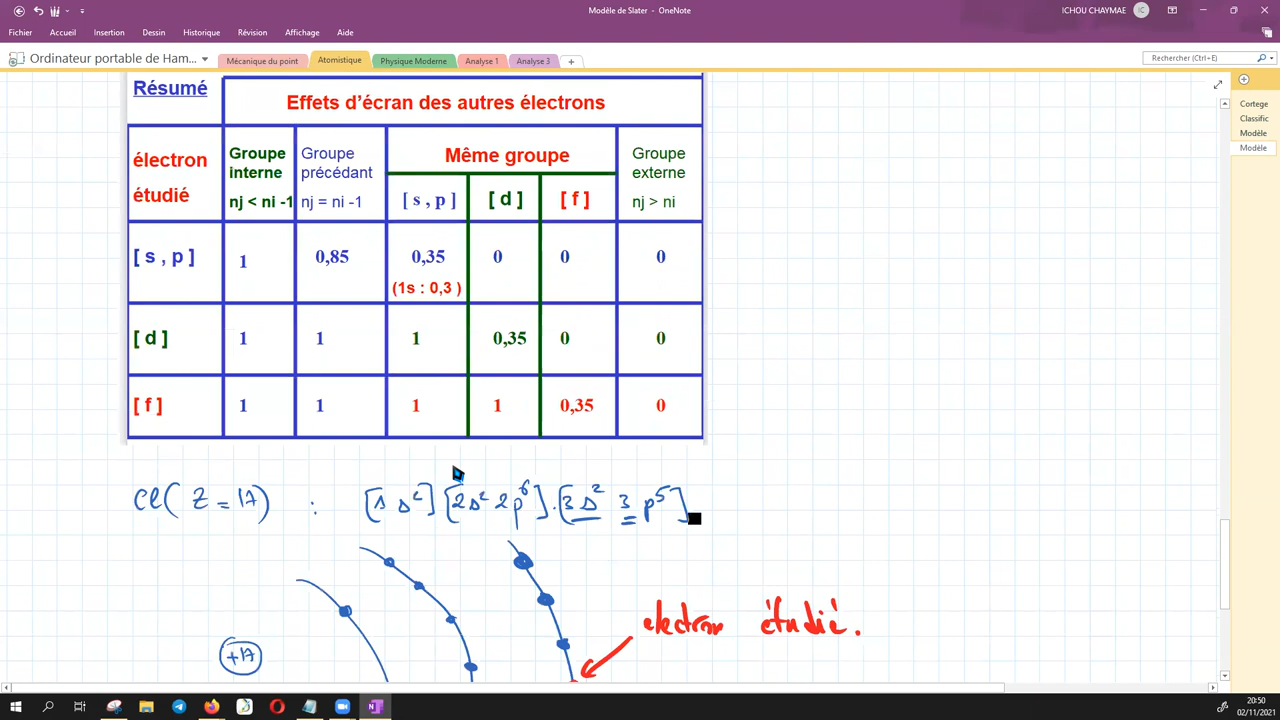 Modèle de Slater - OneNote
ICHOU CHAYMAE
Fichier Accueil Insertion Dessin Historique Révision Affichage Aide
Ordinateur portable de Ham...
Mécanique du point
Atomistique
Physique Moderne
Analyse 1
Analyse 3
Rechercher (Ctrl+E)
Cortege
Classific
Modèle
Modèle
Résumé
Effets d'écran des autres électrons
électron étudié
Groupe interne nj < ni -1
Groupe précédant nj = ni -1
Même groupe
[ s , p ] [ d ] [ f ]
Groupe externe nj > ni
[ s , p ] 1 0,85 0,35 0 0 0
(1s : 0,3 )
[ d ] 1 1 1 0,35 0 0
[ f ] 1 1 1 1 0,35 0
Cl ( Z = 17) : [1s²] [2s² 2p⁶] . [3s² 3p⁵]
electron étudié.
+17
20:50
02/11/2021